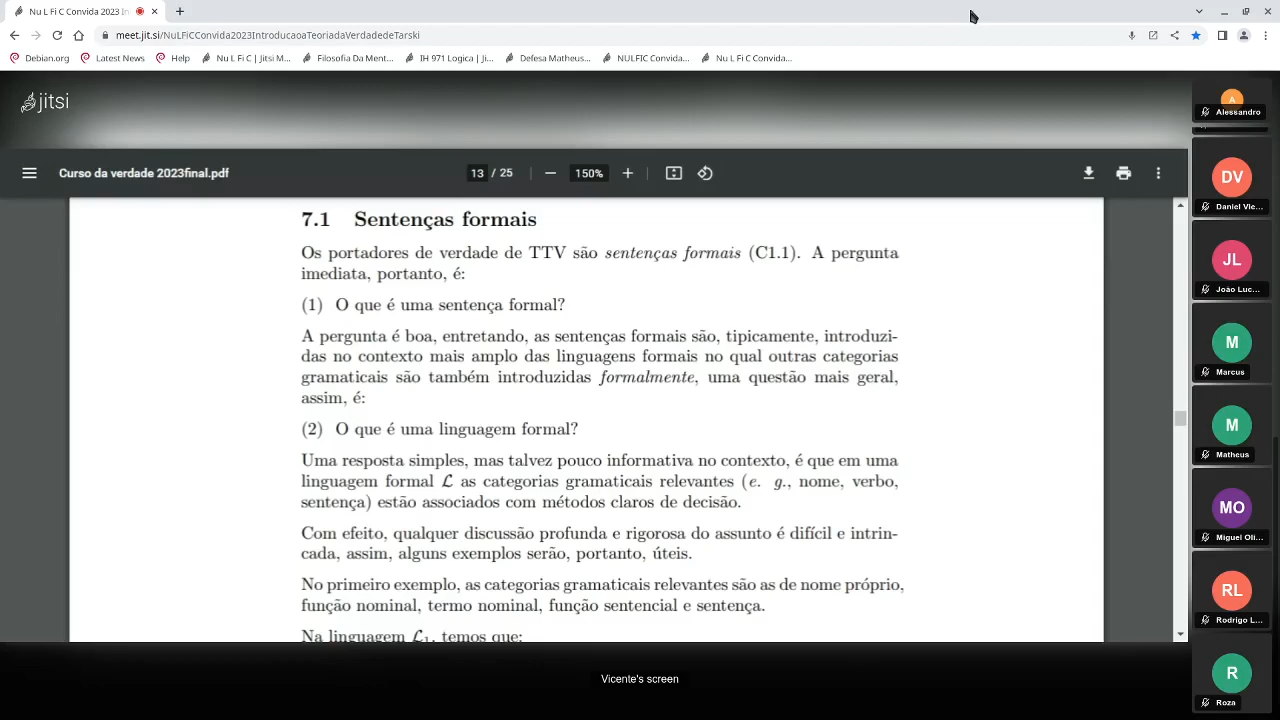 Nu L Fi C Convida 2023 In
meet.jit.si/NuLFiCConvida2023IntroducaoaTeoriadaVerdadedeTarski
Debian.org
Latest News
Help
Nu L Fi C | Jitsi M...
Filosofia Da Ment...
IH 971 Logica | Ji...
Defesa Matheus...
NULFIC Convida...
Nu L Fi C Convida...
jitsi
Curso da verdade 2023final.pdf
13 / 25
150%
7.1 Sentenças formais
Os portadores de verdade de TTV são sentenças formais (C1.1). A pergunta
imediata, portanto, é:
(1) O que é uma sentença formal?
A pergunta é boa, entretando, as sentenças formais são, tipicamente, introduzi-
das no contexto mais amplo das linguagens formais no qual outras categorias
gramaticais são também introduzidas formalmente, uma questão mais geral,
assim, é:
(2) O que é uma linguagem formal?
Uma resposta simples, mas talvez pouco informativa no contexto, é que em uma
linguagem formal ℒ as categorias gramaticais relevantes (e. g., nome, verbo,
sentença) estão associados com métodos claros de decisão.
Com efeito, qualquer discussão profunda e rigorosa do assunto é difícil e intrin-
cada, assim, alguns exemplos serão, portanto, úteis.
No primeiro exemplo, as categorias gramaticais relevantes são as de nome próprio,
função nominal, termo nominal, função sentencial e sentença.
Na linguagem ℒ₁, temos que:
Vicente's screen
A
Alessandro
DV
Daniel Vie...
JL
João Luc...
M
Marcus
M
Matheus
MO
Miguel Oli...
RL
Rodrigo L...
R
Roza